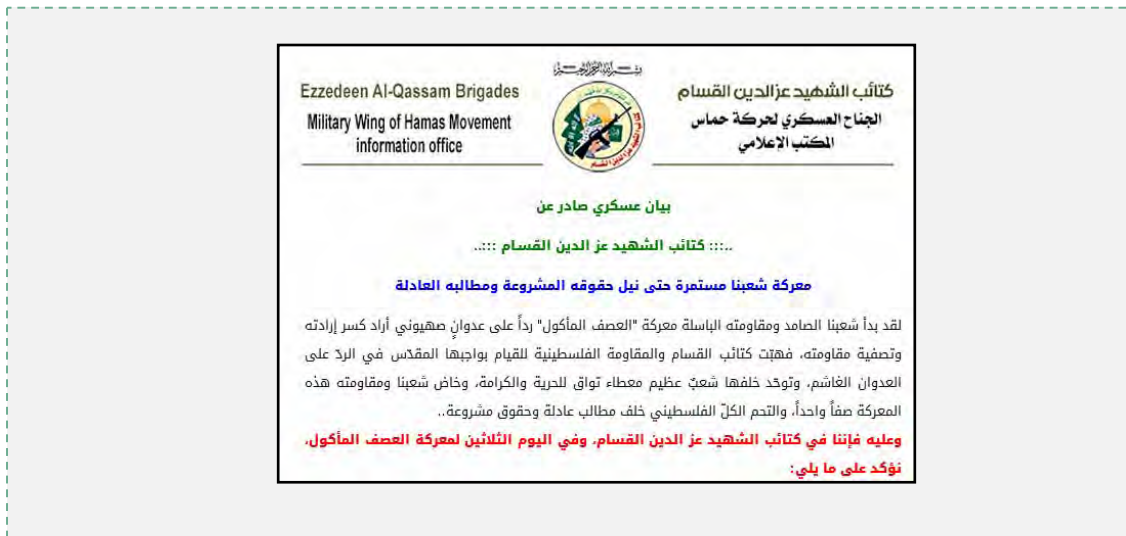 بسم الله الرحمن الرحيم
Ezzedeen Al-Qassam Brigades
Military Wing of Hamas Movement
information office
كتائب الشهيد عزالدين القسام
الجناح العسكري لحركة حماس
المكتب الإعلامي
بيان عسكري صادر عن
..::: كتائب الشهيد عز الدين القسـام :::..
معركة شعبنا مستمرة حتى نيل حقوقه المشروعة ومطالبه العادلة
لقد بدأ شعبنا الصامد ومقاومته الباسلة معركة "العصف المأكول" رداً على عدوانٍ صهيوني أراد كسر إرادته
وتصفية مقاومته، فهبّت كتائب القسام والمقاومة الفلسطينية للقيام بواجبها المقدّس في الردّ على
العدوان الغاشم، وتوحّد خلفها شعبٌ عظيم معطاء تواق للحرية والكرامة، وخاض شعبنا ومقاومته هذه
المعركة صفاً واحداً، والتحم الكلّ الفلسطيني خلف مطالب عادلة وحقوق مشروعة..
وعليه فإننا في كتائب الشهيد عز الدين القسام، وفي اليوم الثلاثين لمعركة العصف المأكول،
نؤكد على ما يلي: